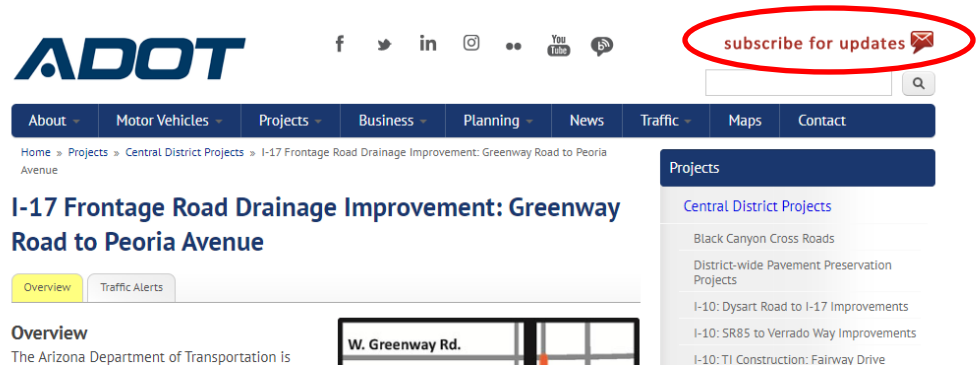 ADOT
f in You Tube b
subscribe for updates
About Motor Vehicles Projects Business Planning News Traffic Maps Contact
Home » Projects » Central District Projects » I-17 Frontage Road Drainage Improvement: Greenway Road to Peoria
Avenue
I-17 Frontage Road Drainage Improvement: Greenway
Road to Peoria Avenue
Overview Traffic Alerts
Overview
The Arizona Department of Transportation is
W. Greenway Rd.
Projects
Central District Projects
Black Canyon Cross Roads
District-wide Pavement Preservation
Projects
I-10: Dysart Road to I-17 Improvements
I-10: SR85 to Verrado Way Improvements
I-10: TI Construction: Fairway Drive